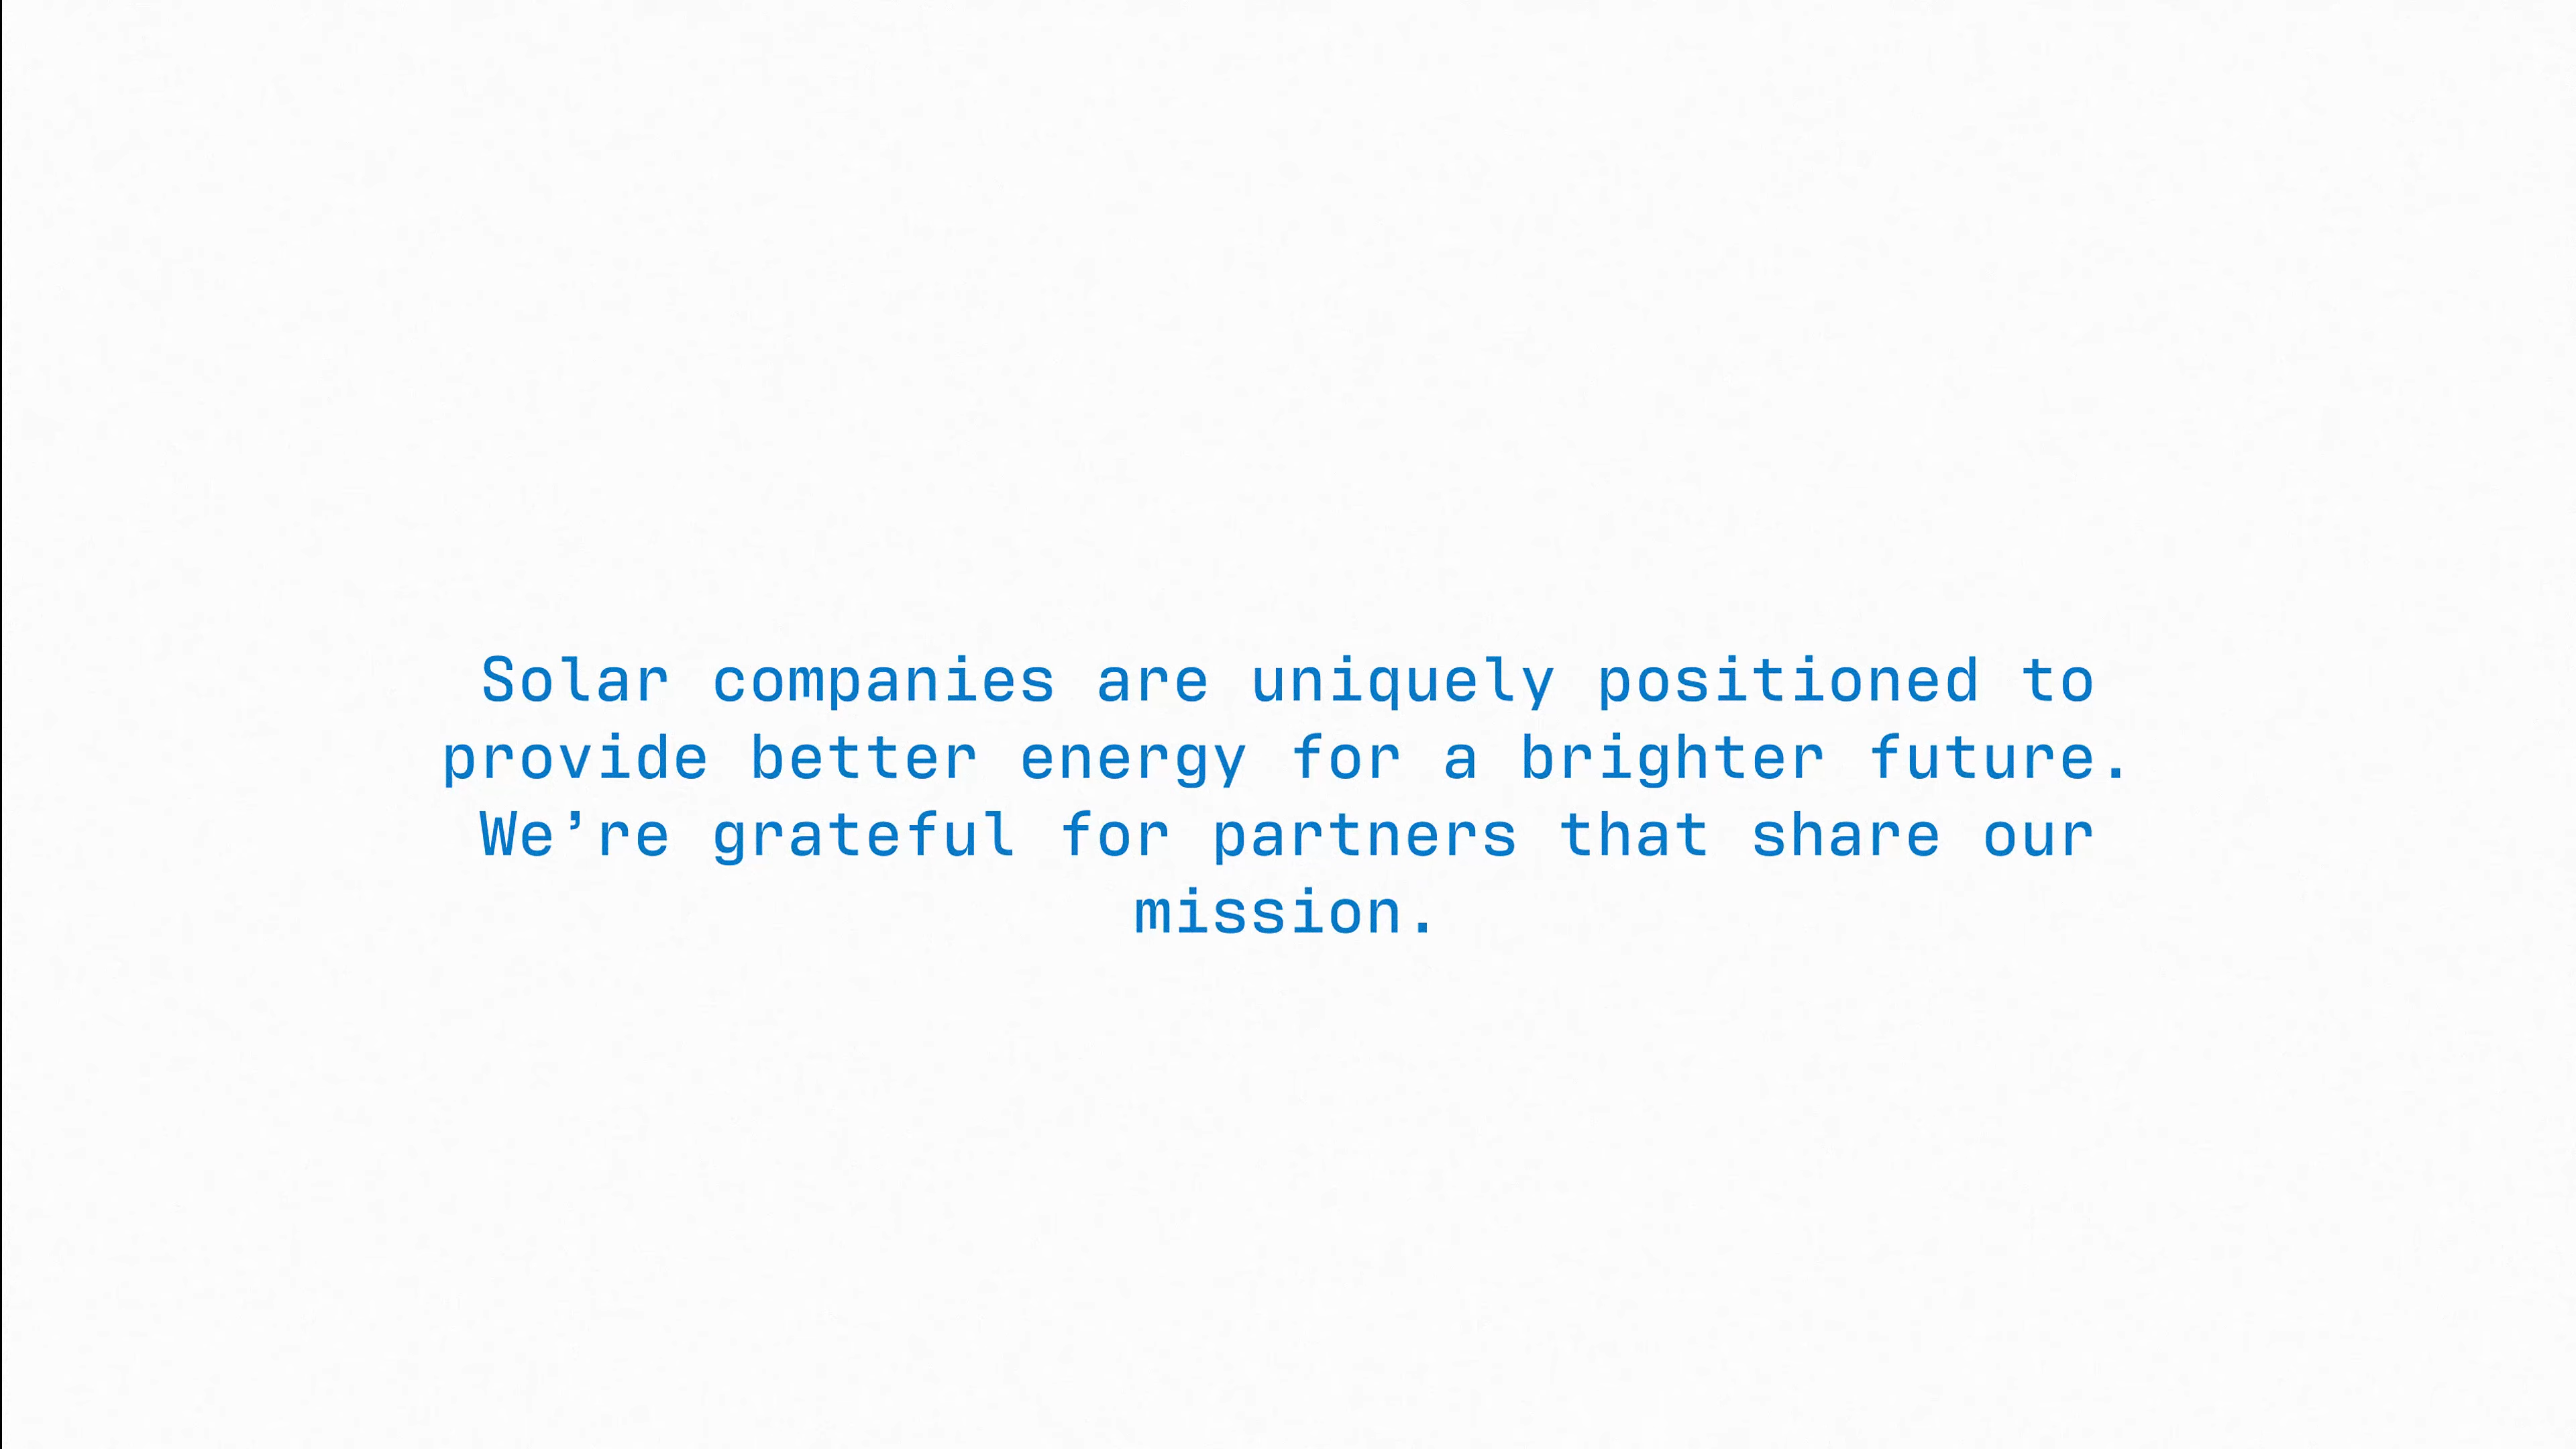 Solar companies are uniquely positioned to
provide better energy for a brighter future.
We’re grateful for partners that share our
mission.